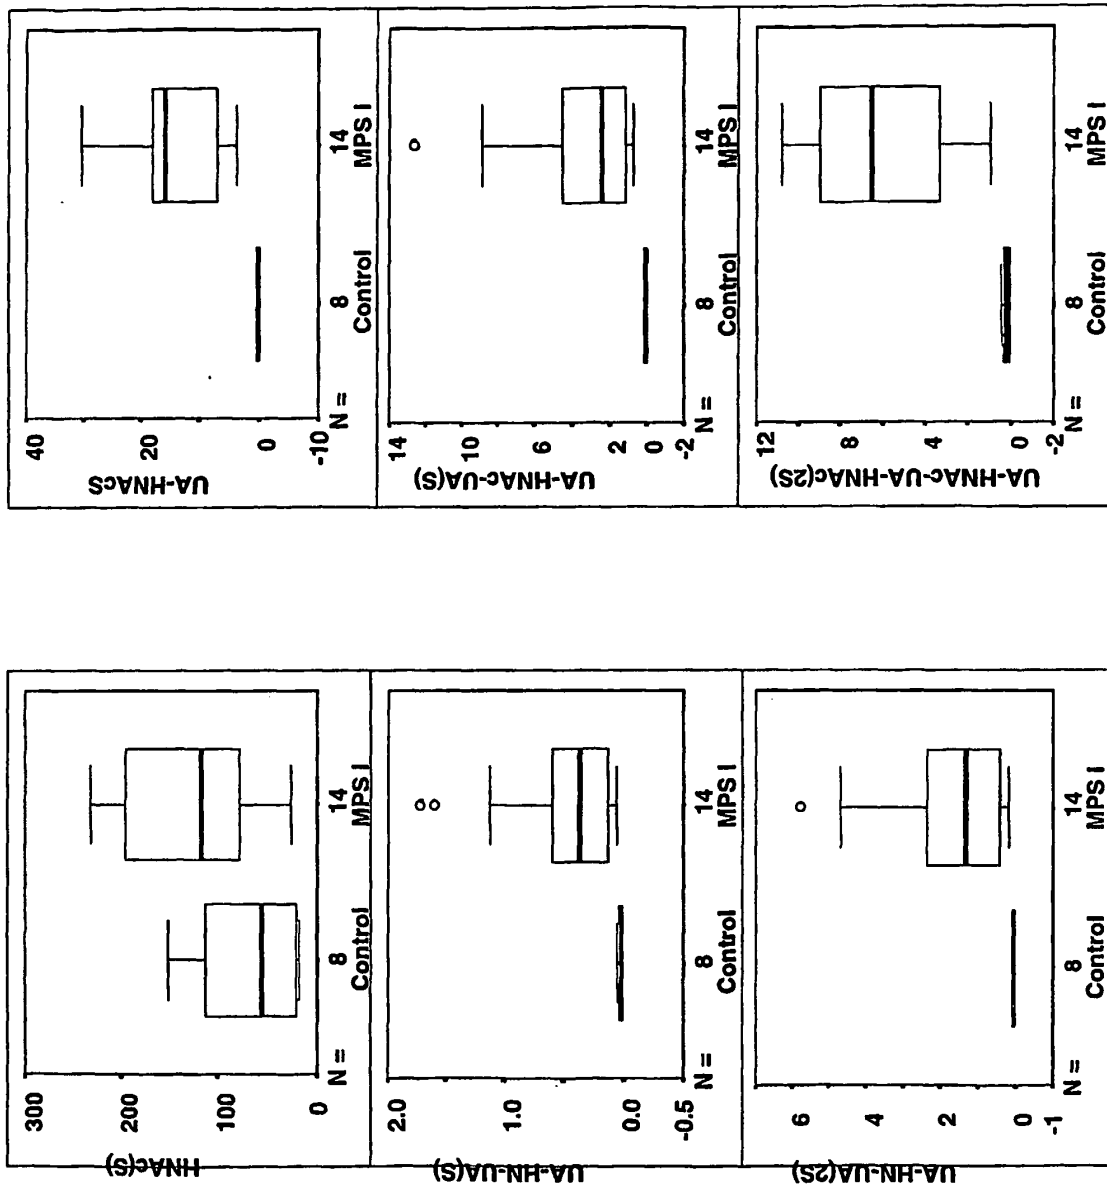 HNAc(S)
300
200
100
0
N =
8
14
Control
MPS I
UA-HN-UA(S)
2.0
1.0
0.0
-0.5
N =
8
14
Control
MPS I
UA-HN-UA(2S)
6
4
2
0
-1
N =
8
14
Control
MPS I
UA-HNAcS
40
20
0
-10
N =
8
14
Control
MPS I
UA-HNAc-UA(S)
14
12
10
8
6
4
2
0
-2
N =
8
14
Control
MPS I
UA-HNAc-UA-HNAc(2S)
12
8
4
0
-2
N =
8
14
Control
MPS I